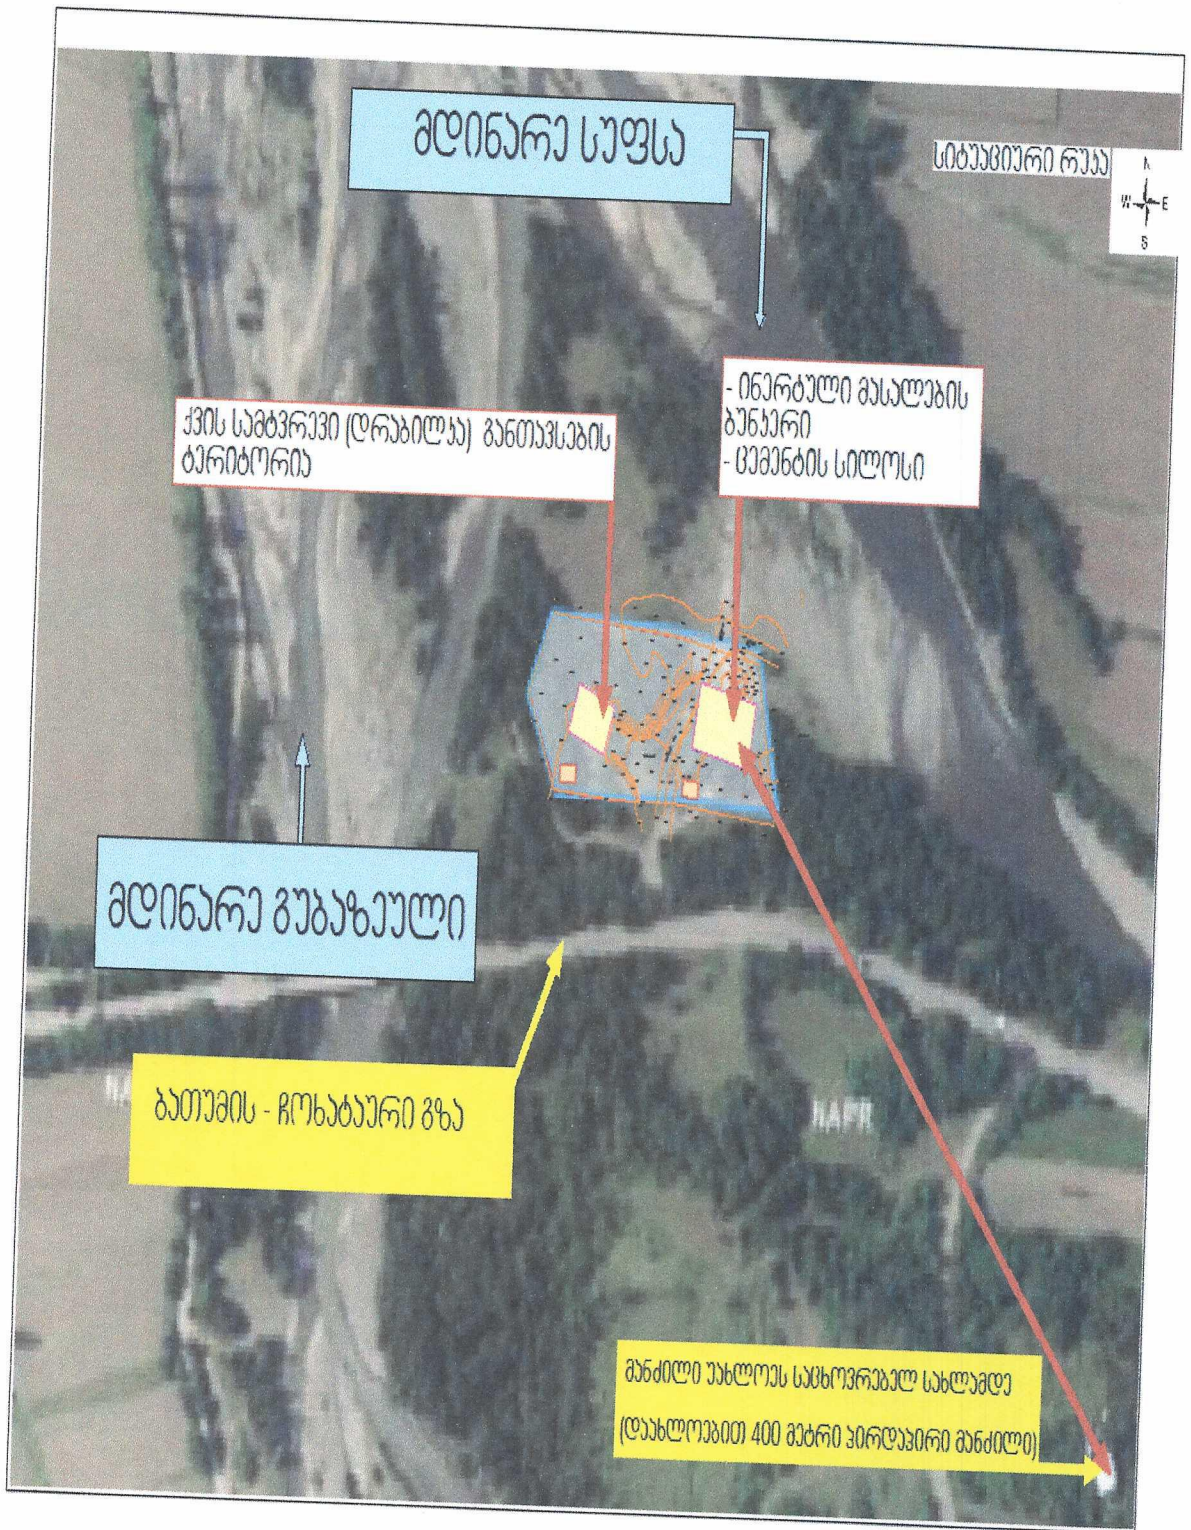 მდინარე სუფსა
სიტუაციური რუკა
N
W E
S
- ინერტული მასალების
ბუნკერი
- ცემენტის სილოსი
ქვის სამტვრევი (დრაბილკა) განთავსების
ტერიტორია
მდინარე გუბაზეული
ბათუმის - ჩოხატაური გზა
NAPR
მანძილი უახლოეს საცხოვრებელ სახლამდე
(დაახლოებით 400 მეტრი პირდაპირი მანძილი)